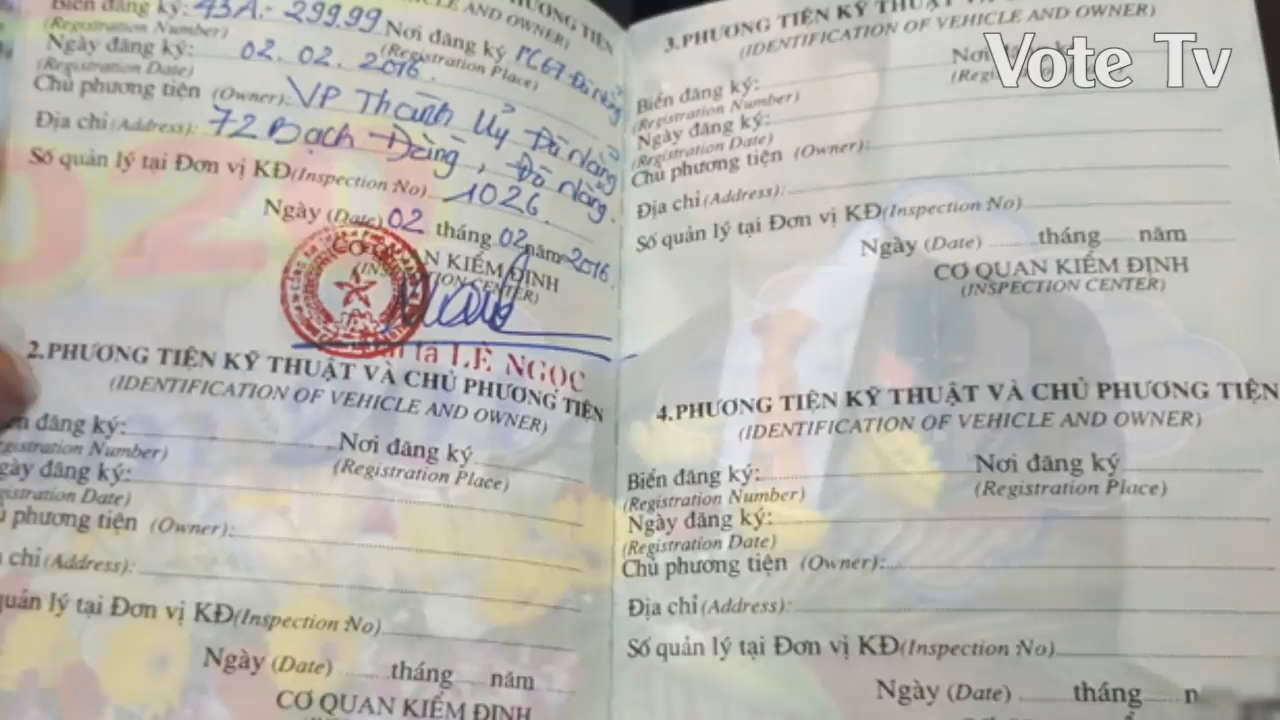 Biển đăng ký: 43A.- 299.99 Nơi đăng ký PC67 Đà Nẵng
(Registration Number) (Registration Place)
Ngày đăng ký: 02. 02. 2016.
(Registration Date)
Chủ phương tiện (Owner): VP Thành Ủy Đà Nẵng
Địa chỉ (Address): 72 Bạch Đằng, Đà Nẵng.
Số quản lý tại Đơn vị KĐ(Inspection No) 1026.
Ngày (Date) 02 tháng 02 năm 2016.
KIỂM ĐỊNH
LÊ NGỌC
2.PHƯƠNG TIỆN KỸ THUẬT VÀ CHỦ PHƯƠNG TIỆN
(IDENTIFICATION OF VEHICLE AND OWNER)
đăng ký: Nơi đăng ký
Number) (Registration Place)
đăng ký:
Date)
phương tiện (Owner):
chỉ (Address):
quản lý tại Đơn vị KĐ(Inspection No)
Ngày (Date) tháng năm
CƠ QUAN KIỂM ĐỊNH
Vote Tv
3.PHƯƠNG TIỆN KỸ THUẬT
(IDENTIFICATION OF VEHICLE AND OWNER)
Biển đăng ký:
(Registration Number)
Ngày đăng ký:
(Registration Date)
Chủ phương tiện (Owner):
Địa chỉ (Address):
Số quản lý tại Đơn vị KĐ(Inspection No)
Ngày (Date) tháng năm
CƠ QUAN KIỂM ĐỊNH
(INSPECTION CENTER)
4.PHƯƠNG TIỆN KỸ THUẬT VÀ CHỦ PHƯƠNG TIỆN
(IDENTIFICATION OF VEHICLE AND OWNER)
Biển đăng ký: Nơi đăng ký
(Registration Number) (Registration Place)
Ngày đăng ký:
(Registration Date)
Chủ phương tiện (Owner):
Địa chỉ (Address):
Số quản lý tại Đơn vị KĐ(Inspection No)
Ngày (Date) tháng